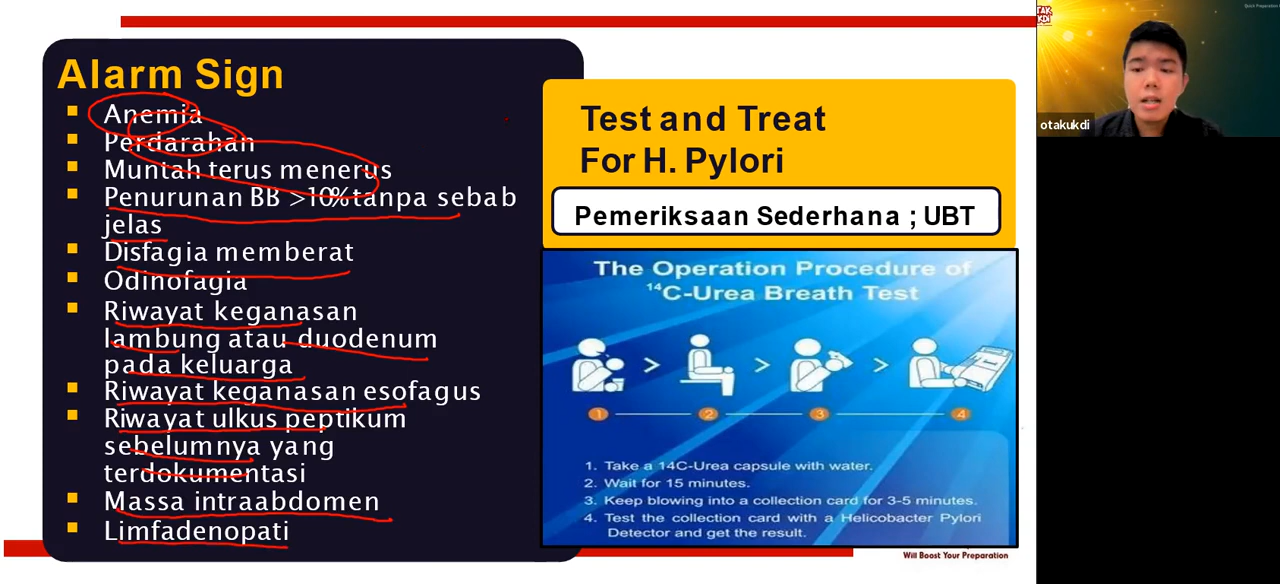 Alarm Sign
Anemia
Perdarahan
Muntah terus menerus
Penurunan BB >10% tanpa sebab
jelas
Disfagia memberat
Odinofagia
Riwayat keganasan
lambung atau duodenum
pada keluarga
Riwayat keganasan esofagus
Riwayat ulkus peptikum
sebelumnya yang
terdokumentasi
Massa intraabdomen
Limfadenopati
Test and Treat
For H. Pylori
Pemeriksaan Sederhana ; UBT
The Operation Procedure of
14C-Urea Breath Test
1 2 3 4
1. Take a 14C-Urea capsule with water.
2. Wait for 15 minutes.
3. Keep blowing into a collection card for 3-5 minutes.
4. Test the collection card with a Helicobacter Pylori
Detector and get the result.
Will Boost Your Preparation
otakukdi